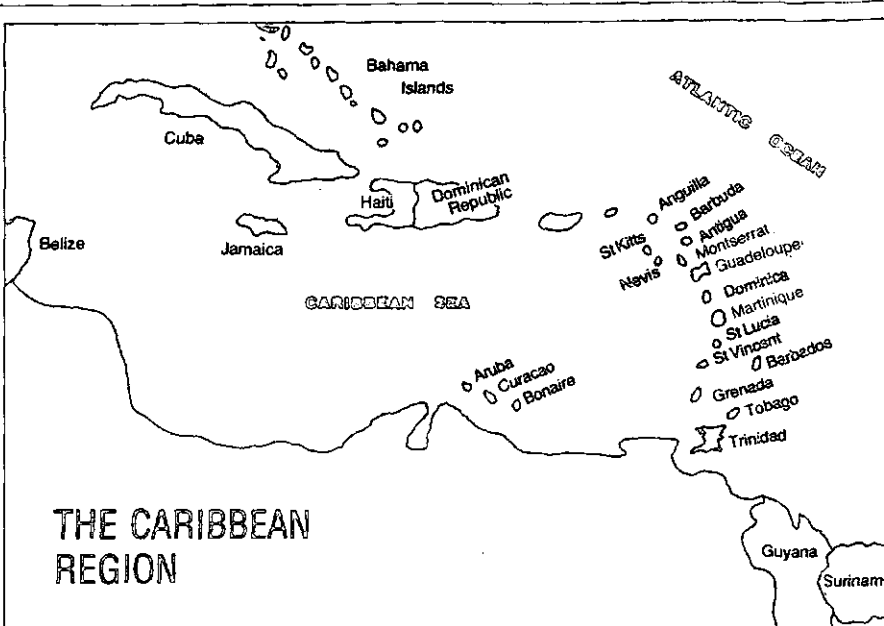 Bahama
Islands
ATLANTIC OCEAN
Cuba
Haiti
Dominican
Republic
Anguilla
Barbuda
St Kitts
Antigua
Belize
Jamaica
Montserrat
Nevis
Guadeloupe
CARIBBEAN SEA
Dominica
Martinique
St Lucia
St Vincent
Barbados
Aruba
Curacao
Bonaire
Grenada
Tobago
Trinidad
THE CARIBBEAN
REGION
Guyana
Surinam